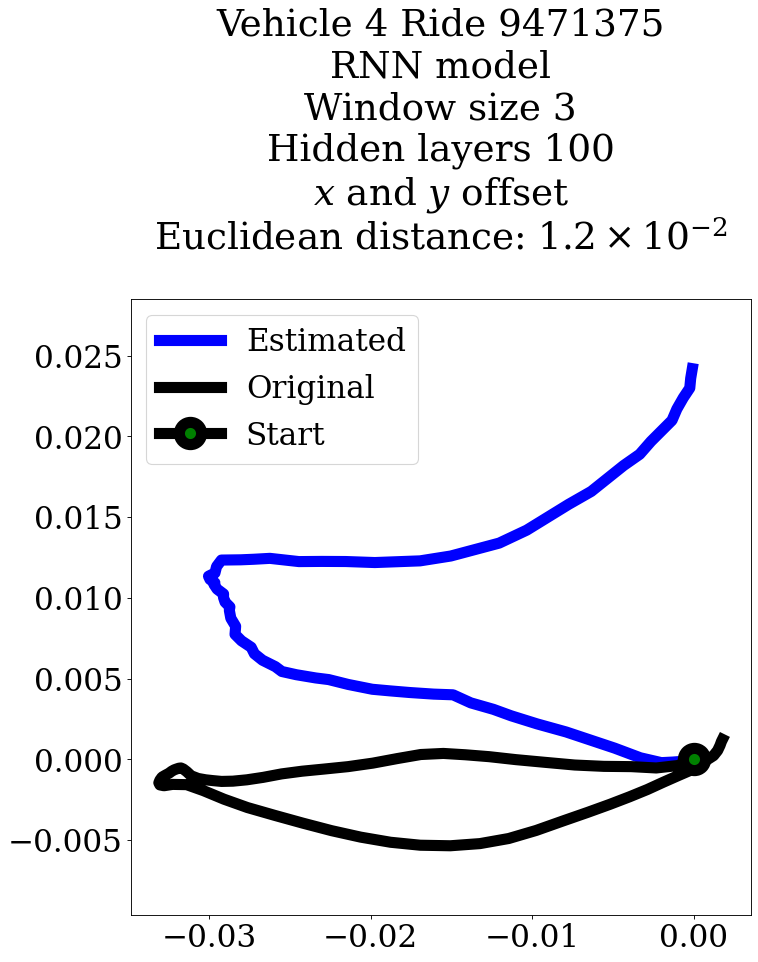 Vehicle 4 Ride 9471375
RNN model
Window size 3
Hidden layers 100
x and y offset
Euclidean distance: 1.2 × 10⁻²
Estimated
Original
Start
0.025
0.020
0.015
0.010
0.005
0.000
−0.005
−0.03 −0.02 −0.01 0.00